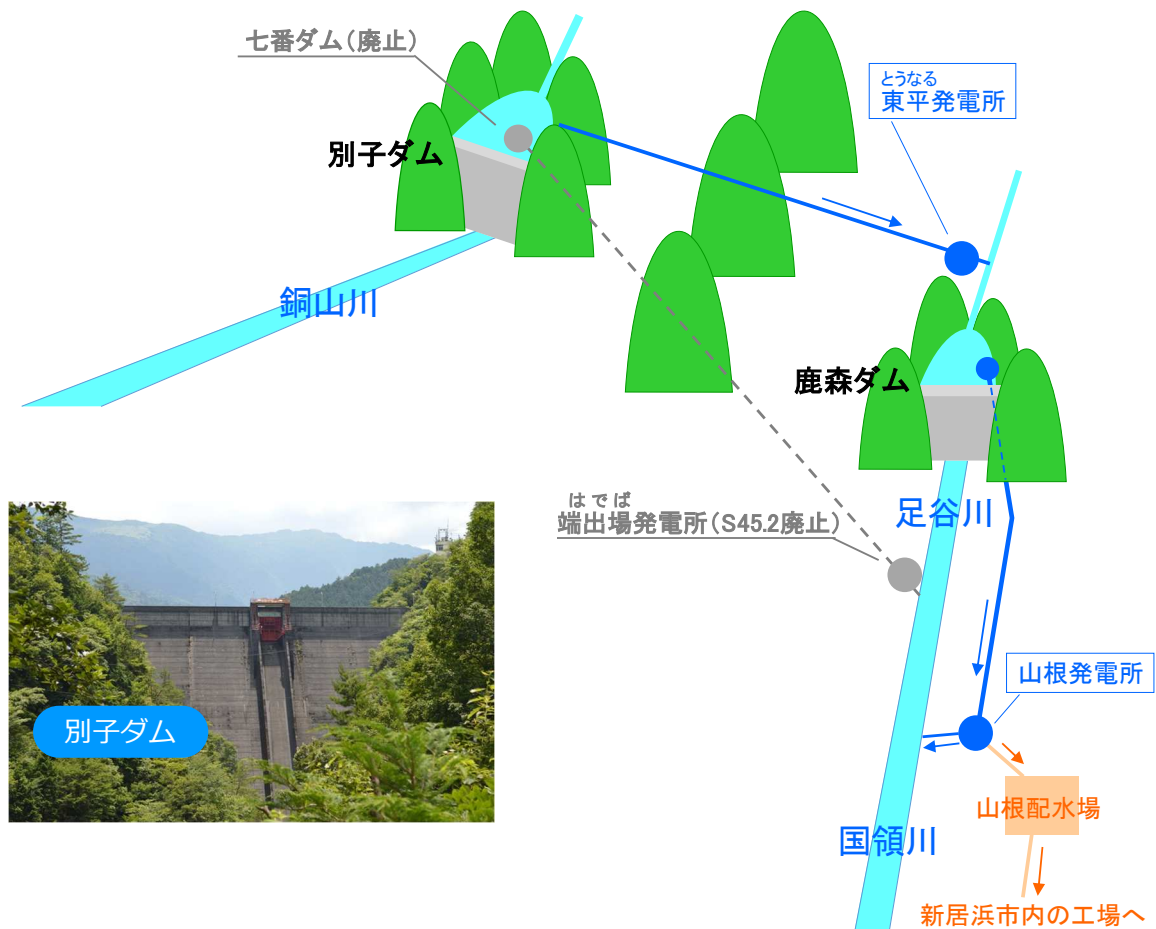 七番ダム(廃止)
とうなる
東平発電所
別子ダム
銅山川
鹿森ダム
はでば
端出場発電所(S45.2廃止)
足谷川
山根発電所
別子ダム
山根配水場
国領川
新居浜市内の工場へ